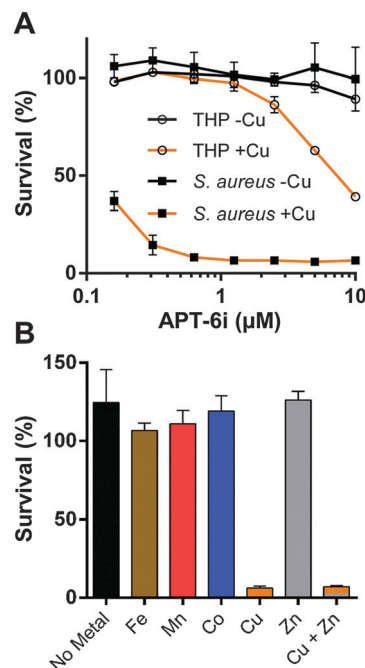 A
Survival (%)
100
50
0
THP -Cu
THP +Cu
S. aureus -Cu
S. aureus +Cu
0.1
1
10
APT-6i (µM)
B
Survival (%)
150
100
50
0
No Metal
Fe
Mn
Co
Cu
Zn
Cu + Zn